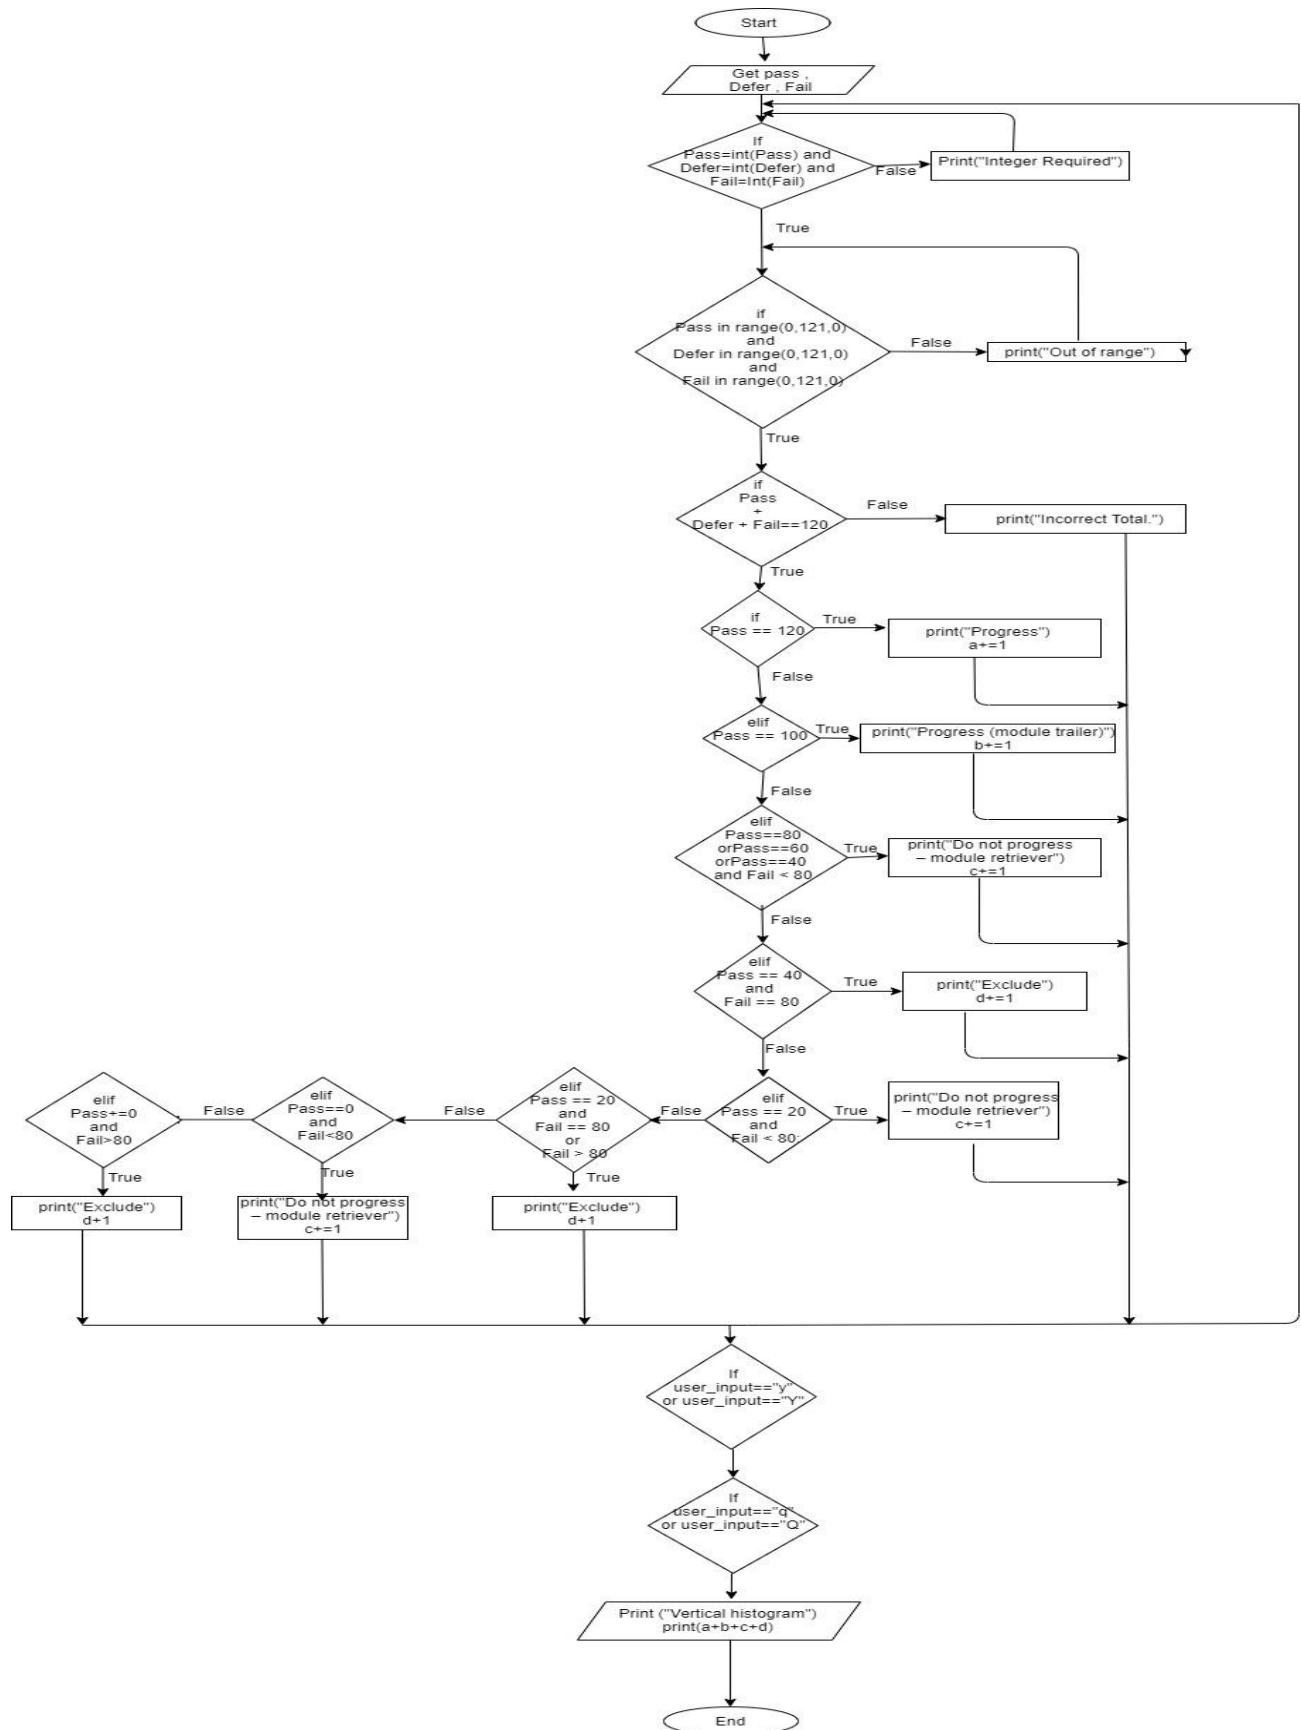 Start
Get pass ,
Defer , Fail
If
Pass=int(Pass) and
Defer=int(Defer) and
Fail=Int(Fail)
False
Print("Integer Required")
True
if
Pass in range(0,121,0)
and
Defer in range(0,121,0)
and
Fail in range(0,121,0)
False
print("Out of range")
True
if
Pass
+
Defer + Fail==120
False
print("Incorrect Total.")
True
if
Pass == 120
True
print("Progress")
a+=1
False
elif
Pass == 100
True
print("Progress (module trailer)")
b+=1
False
elif
Pass==80
orPass==60
orPass==40
and Fail < 80
True
print("Do not progress
– module retriever")
c+=1
False
elif
Pass == 40
and
Fail == 80
True
print("Exclude")
d+=1
False
elif
Pass == 20
and
Fail < 80:
True
print("Do not progress
– module retriever")
c+=1
False
elif
Pass == 20
and
Fail == 80
or
Fail > 80
True
print("Exclude")
d+1
False
elif
Pass==0
and
Fail<80
True
print("Do not progress
– module retriever")
c+=1
False
elif
Pass+=0
and
Fail>80
True
print("Exclude")
d+1
If
user_input=="y"
or user_input=="Y"
If
user_input=="q"
or user_input=="Q"
Print ("Vertical histogram")
print(a+b+c+d)
End